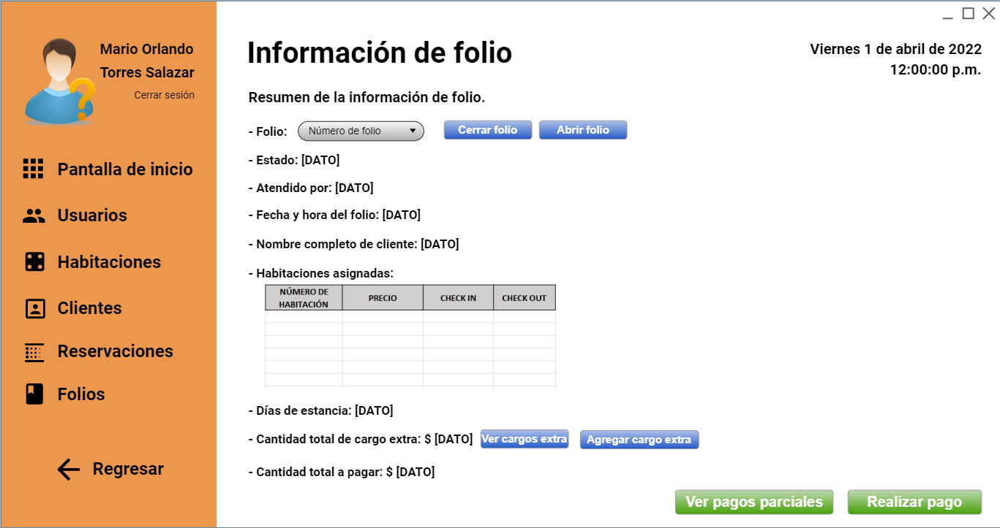 Mario Orlando
Torres Salazar
Cerrar sesión
Pantalla de inicio
Usuarios
Habitaciones
Clientes
Reservaciones
Folios
Regresar
Información de folio
Viernes 1 de abril de 2022
12:00:00 p.m.
Resumen de la información de folio.
- Folio: Número de folio Cerrar folio Abrir folio
- Estado: [DATO]
- Atendido por: [DATO]
- Fecha y hora del folio: [DATO]
- Nombre completo de cliente: [DATO]
- Habitaciones asignadas:
NÚMERO DE
HABITACIÓN PRECIO CHECK IN CHECK OUT
- Días de estancia: [DATO]
- Cantidad total de cargo extra: $ [DATO] Ver cargos extra Agregar cargo extra
- Cantidad total a pagar: $ [DATO]
Ver pagos parciales Realizar pago